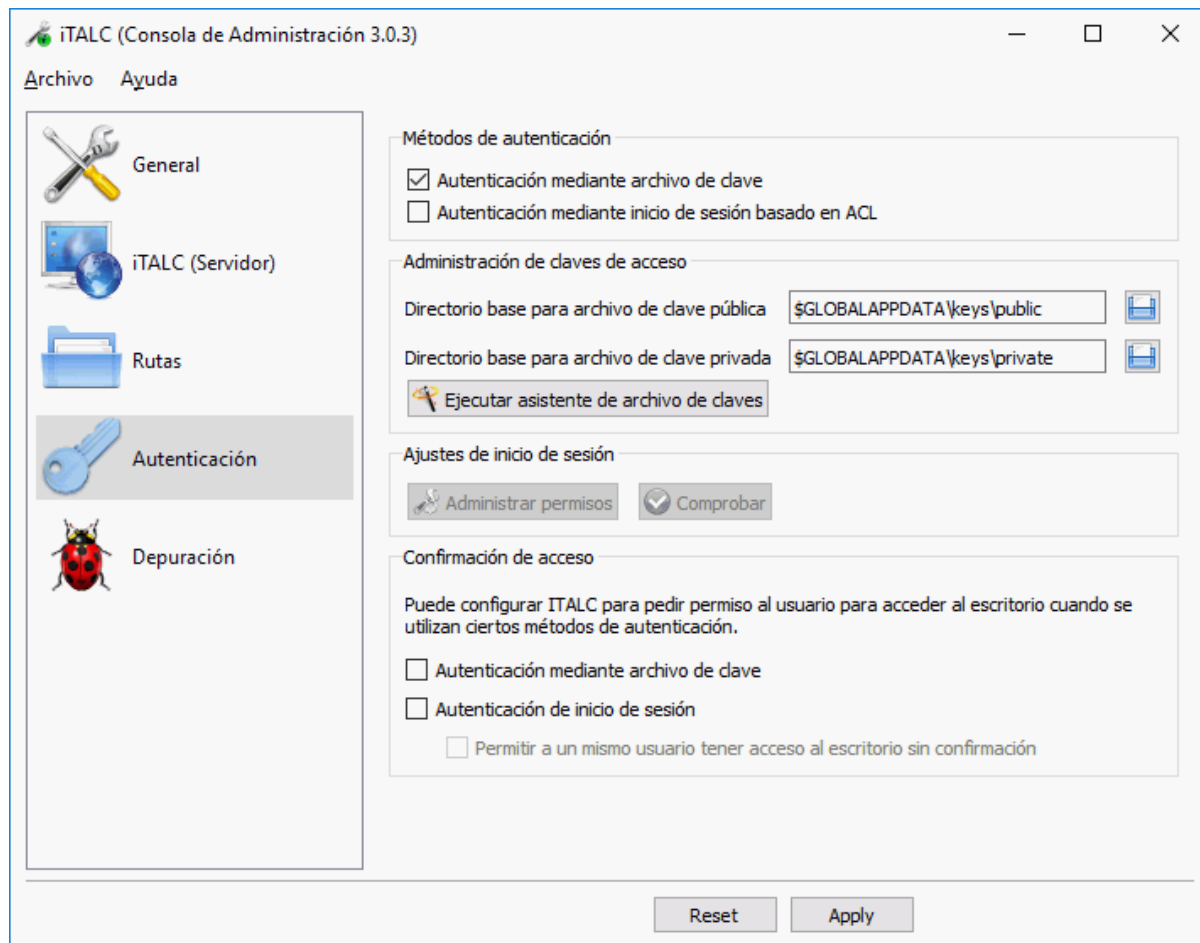 iTALC (Consola de Administración 3.0.3)
Archivo Ayuda
General
iTALC (Servidor)
Rutas
Autenticación
Depuración
Métodos de autenticación
Autenticación mediante archivo de clave
Autenticación mediante inicio de sesión basado en ACL
Administración de claves de acceso
Directorio base para archivo de clave pública $GLOBALAPPDATA\keys\public
Directorio base para archivo de clave privada $GLOBALAPPDATA\keys\private
Ejecutar asistente de archivo de claves
Ajustes de inicio de sesión
Administrar permisos Comprobar
Confirmación de acceso
Puede configurar ITALC para pedir permiso al usuario para acceder al escritorio cuando se
utilizan ciertos métodos de autenticación.
Autenticación mediante archivo de clave
Autenticación de inicio de sesión
Permitir a un mismo usuario tener acceso al escritorio sin confirmación
Reset Apply